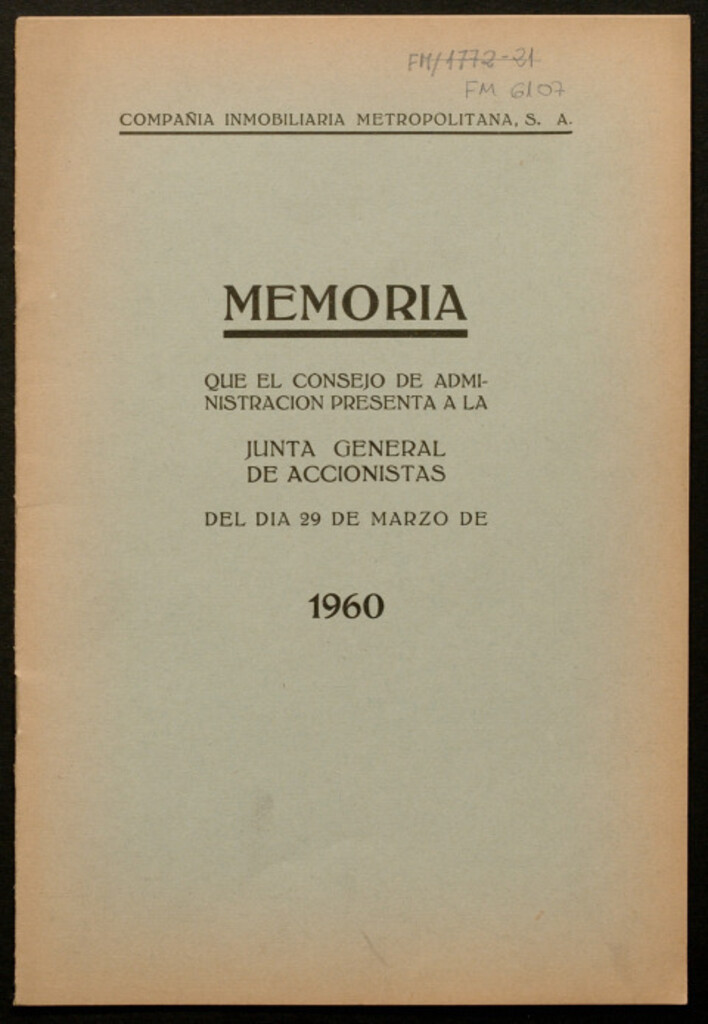 FM/1772-21
FM 6107
COMPAÑIA INMOBILIARIA METROPOLITANA, S. A.
MEMORIA
QUE EL CONSEJO DE ADMI-
NISTRACION PRESENTA A LA
JUNTA GENERAL
DE ACCIONISTAS
DEL DIA 29 DE MARZO DE
1960